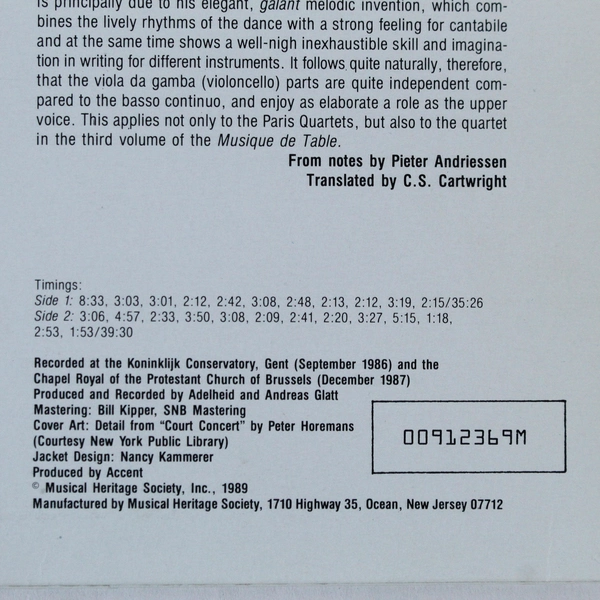 is principally due to his elegant, galant melodic invention, which com-
bines the lively rhythms of the dance with a strong feeling for cantabile
and at the same time shows a well-nigh inexhaustible skill and imagina-
tion in writing for different instruments. It follows quite naturally, therefore,
that the viola da gamba (violoncello) parts are quite independent com-
pared to the basso continuo, and enjoy as elaborate a role as the upper
voice. This applies not only to the Paris Quartets, but also to the quartet
in the third volume of the Musique de Table.
From notes by Pieter Andriessen
Translated by C.S. Cartwright
Timings:
Side 1: 8:33, 3:03, 3:01, 2:12, 2:42, 3:08, 2:48, 2:13, 2:12, 3:19, 2:15/35:26
Side 2: 3:06, 4:57, 2:33, 3:50, 3:08, 2:09, 2:41, 2:20, 3:27, 5:15, 1:18,
2:53, 1:53/39:30
Recorded at the Koninklijk Conservatory, Gent (September 1986) and the
Chapel Royal of the Protestant Church of Brussels (December 1987)
Produced and Recorded by Adelheid and Andreas Glatt
Mastering: Bill Kipper, SNB Mastering
Cover Art: Detail from “Court Concert” by Peter Horemans
(Courtesy New York Public Library)
Jacket Design: Nancy Kammerer
Produced by Accent
© Musical Heritage Society, Inc., 1989
Manufactured by Musical Heritage Society, 1710 Highway 35, Ocean, New Jersey 07712
00912369M